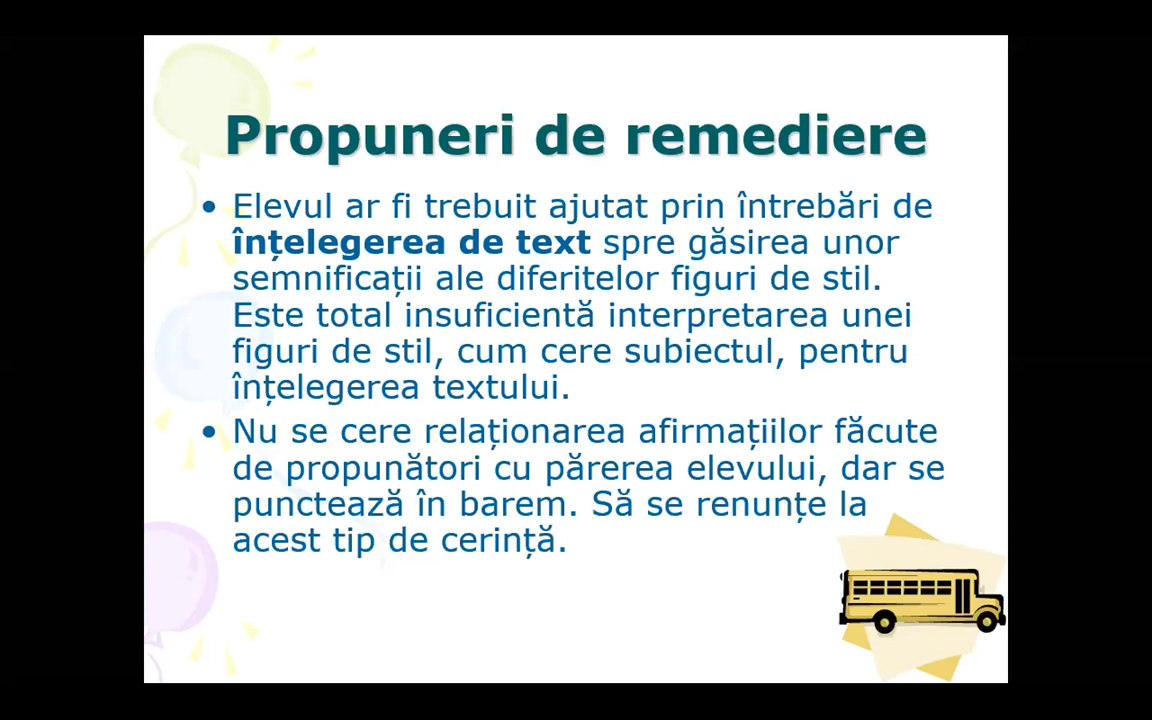 Propuneri de remediere
• Elevul ar fi trebuit ajutat prin întrebări de
înțelegerea de text spre găsirea unor
semnificații ale diferitelor figuri de stil.
Este total insuficientă interpretarea unei
figuri de stil, cum cere subiectul, pentru
înțelegerea textului.
• Nu se cere relaționarea afirmațiilor făcute
de propunători cu părerea elevului, dar se
punctează în barem. Să se renunțe la
acest tip de cerință.